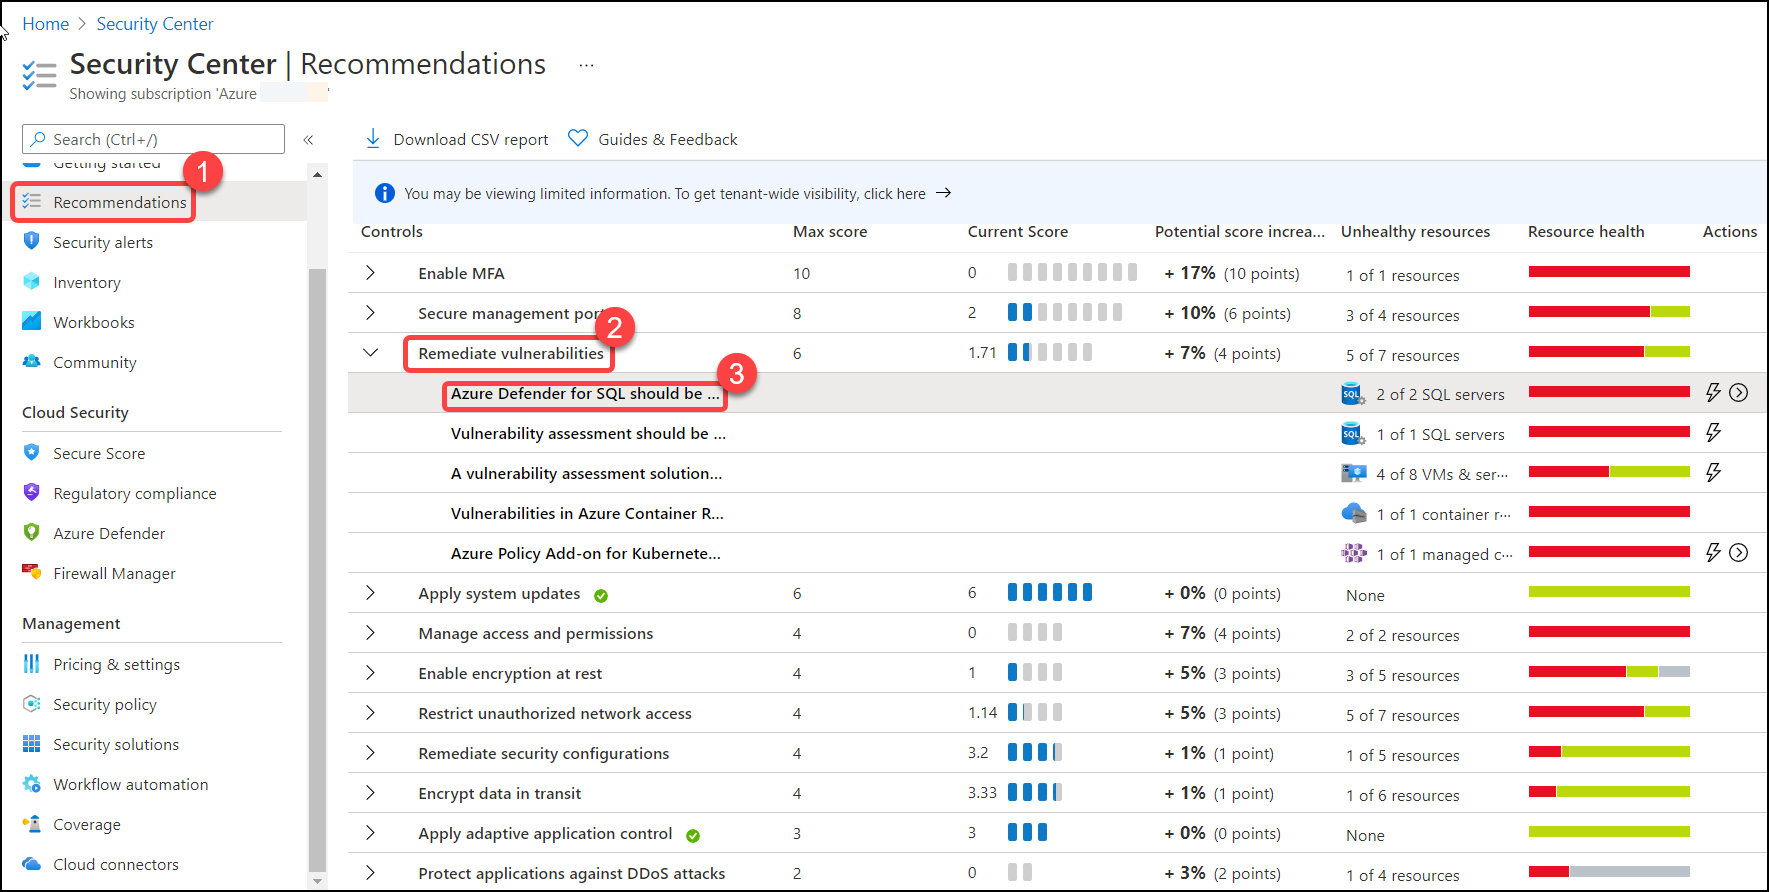 Home > Security Center
Security Center | Recommendations ...
Showing subscription 'Azure '
Search (Ctrl+/) «
Getting started
1
Recommendations
Security alerts
Inventory
Workbooks
Community
Cloud Security
Secure Score
Regulatory compliance
Azure Defender
Firewall Manager
Management
Pricing & settings
Security policy
Security solutions
Workflow automation
Coverage
Cloud connectors
Download CSV report Guides & Feedback
You may be viewing limited information. To get tenant-wide visibility, click here →
Controls Max score Current Score Potential score increa... Unhealthy resources Resource health Actions
Enable MFA 10 0 + 17% (10 points) 1 of 1 resources
Secure management port 8 2 + 10% (6 points) 3 of 4 resources
2
Remediate vulnerabilities 6 1.71 + 7% (4 points) 5 of 7 resources
3
Azure Defender for SQL should be ... SQL 2 of 2 SQL servers
Vulnerability assessment should be ... SQL 1 of 1 SQL servers
A vulnerability assessment solution... 4 of 8 VMs & ser...
Vulnerabilities in Azure Container R... 1 of 1 container r...
Azure Policy Add-on for Kubernete... 1 of 1 managed c...
Apply system updates 6 6 + 0% (0 points) None
Manage access and permissions 4 0 + 7% (4 points) 2 of 2 resources
Enable encryption at rest 4 1 + 5% (3 points) 3 of 5 resources
Restrict unauthorized network access 4 1.14 + 5% (3 points) 5 of 7 resources
Remediate security configurations 4 3.2 + 1% (1 point) 1 of 5 resources
Encrypt data in transit 4 3.33 + 1% (1 point) 1 of 6 resources
Apply adaptive application control 3 3 + 0% (0 points) None
Protect applications against DDoS attacks 2 0 + 3% (2 points) 1 of 4 resources